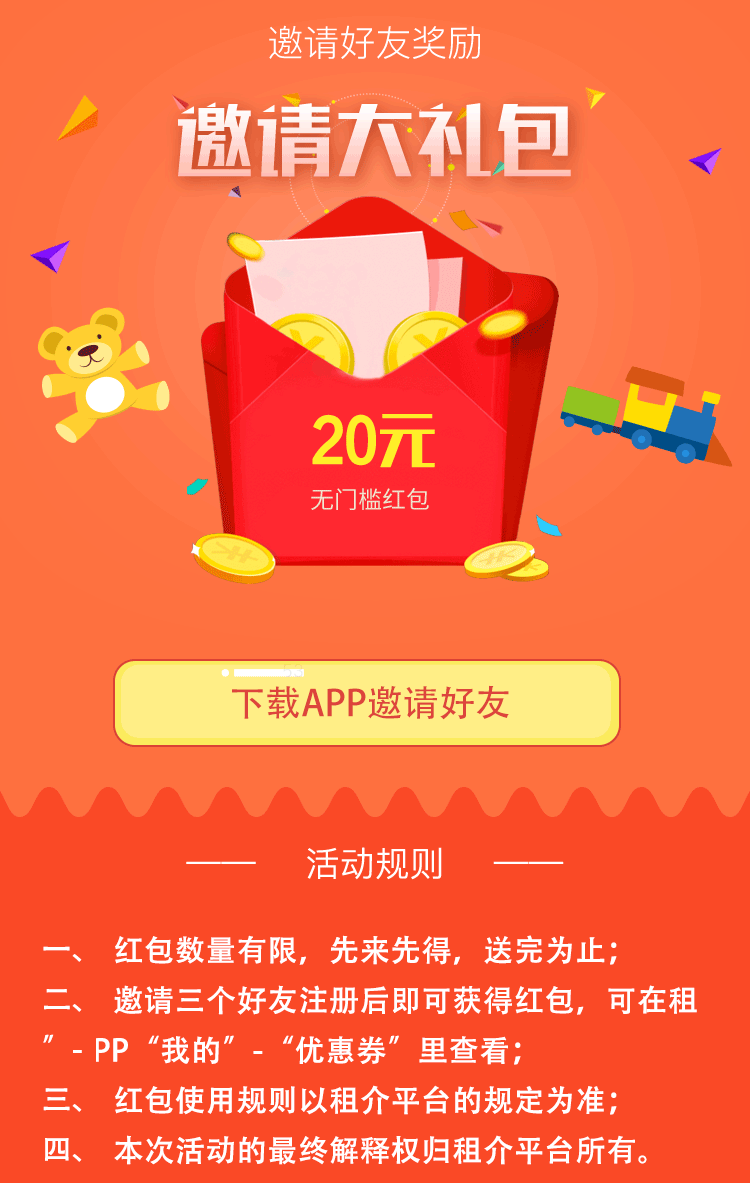 邀请好友奖励
邀请大礼包
20元
无门槛红包
下载APP邀请好友
活动规则
一、 红包数量有限，先来先得，送完为止；
二、 邀请三个好友注册后即可获得红包，可在租
”- PP“我的”-“优惠券”里查看；
三、 红包使用规则以租介平台的规定为准；
四、 本次活动的最终解释权归租介平台所有。